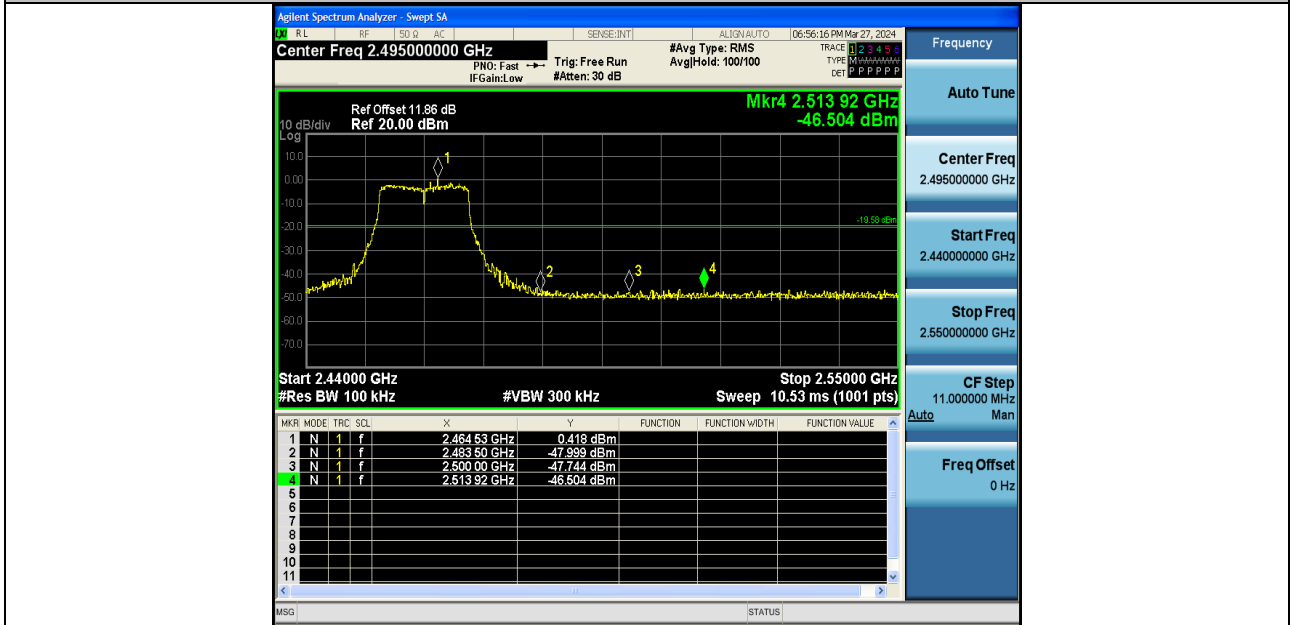 Agilent Spectrum Analyzer - Swept SA
RL RF 50 Ω AC SENSE:INT ALIGN AUTO 06:56:16 PM Mar 27, 2024
Center Freq 2.495000000 GHz
PNO: Fast
IFGain:Low
Trig: Free Run
#Atten: 30 dB
#Avg Type: RMS
Avg|Hold: 100/100
TRACE 1 2 3 4 5 6
TYPE M
DET P P P P P P
Mkr4 2.513 92 GHz
-46.504 dBm
Ref Offset 11.86 dB
10 dB/div Ref 20.00 dBm
Log
10.0
0.00
-10.0
-20.0
-30.0
-40.0
-50.0
-60.0
-70.0
1
2
3
4
-19.58 dBm
Start 2.44000 GHz Stop 2.55000 GHz
#Res BW 100 kHz #VBW 300 kHz Sweep 10.53 ms (1001 pts)
MKR MODE TRC SCL X Y FUNCTION FUNCTION WIDTH FUNCTION VALUE
1 N 1 f 2.464 53 GHz 0.418 dBm
2 N 1 f 2.483 50 GHz -47.999 dBm
3 N 1 f 2.500 00 GHz -47.744 dBm
4 N 1 f 2.513 92 GHz -46.504 dBm
5
6
7
8
9
10
11
MSG STATUS
Frequency
Auto Tune
Center Freq
2.495000000 GHz
Start Freq
2.440000000 GHz
Stop Freq
2.550000000 GHz
CF Step
11.000000 MHz
Auto Man
Freq Offset
0 Hz